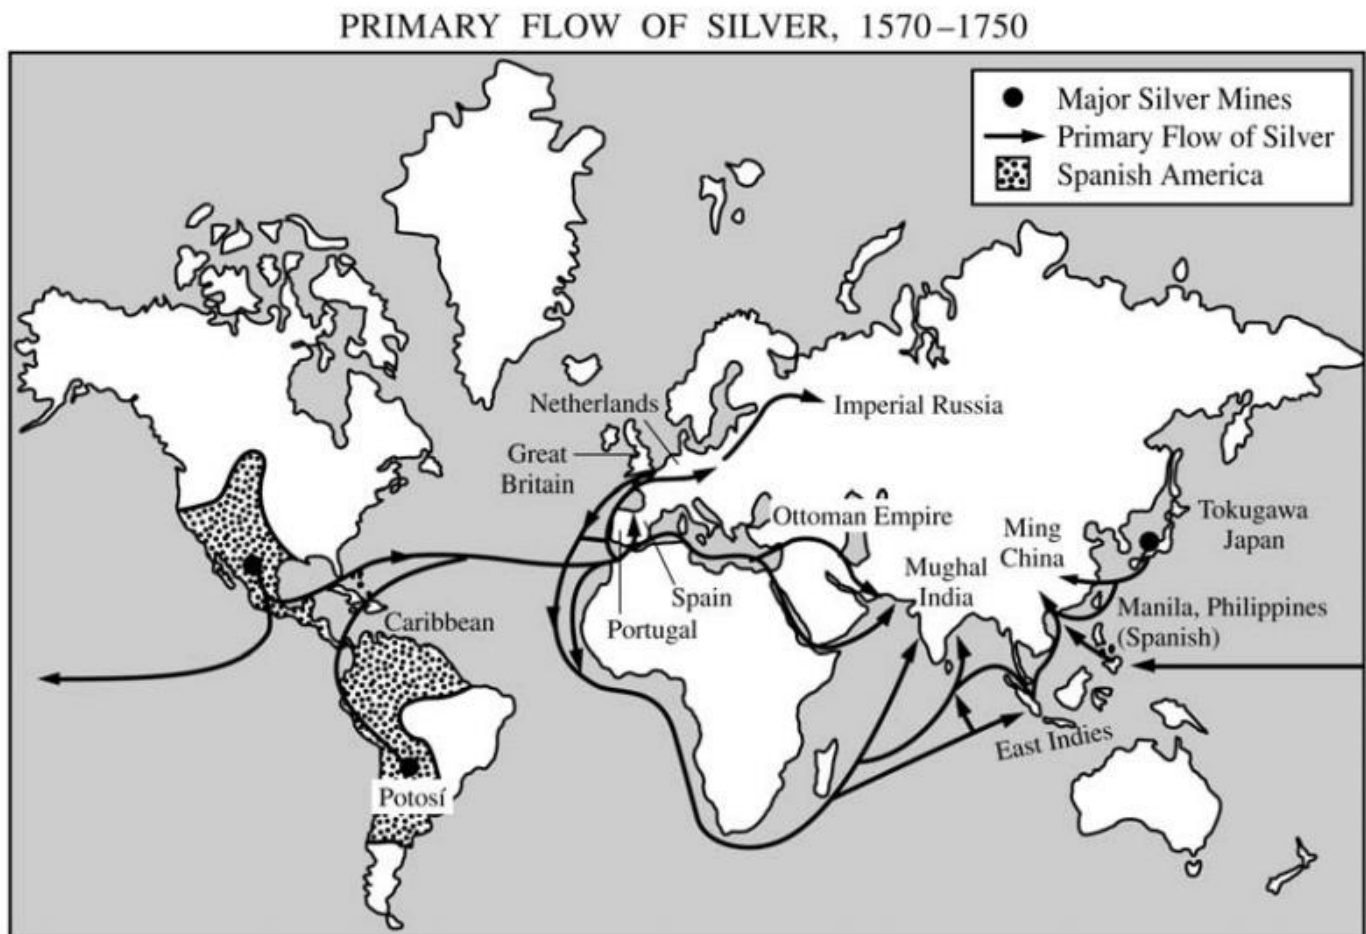 PRIMARY FLOW OF SILVER, 1570–1750
Major Silver Mines
Primary Flow of Silver
Spanish America
Netherlands
Imperial Russia
Great
Britain
Ottoman Empire
Ming
China
Tokugawa
Japan
Mughal
India
Spain
Portugal
Manila, Philippines
(Spanish)
Caribbean
East Indies
Potosí